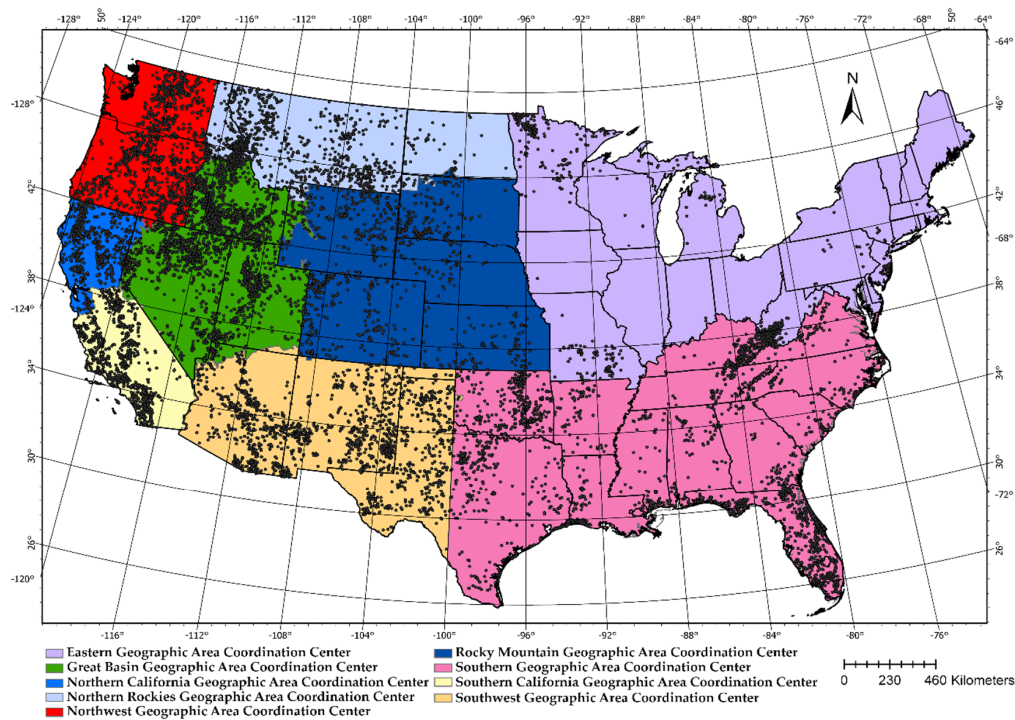 -128° 50° -124° -120° -116° -112° -108° -104° -100° -96° -92° -88° -84° -80° -76° -72° -68° 50° -64°
-64°
N
-128°
46°
42°
42°
-68°
38°
38°
-124°
34°
34°
30°
30°
-72°
26°
26°
-120°
-116° -112° -108° -104° -100° -96° -92° -88° -84° -80° -76°
Eastern Geographic Area Coordination Center
Great Basin Geographic Area Coordination Center
Northern California Geographic Area Coordination Center
Northern Rockies Geographic Area Coordination Center
Northwest Geographic Area Coordination Center
Rocky Mountain Geographic Area Coordination Center
Southern Geographic Area Coordination Center
Southern California Geographic Area Coordination Center
Southwest Geographic Area Coordination Center
0 230 460 Kilometers